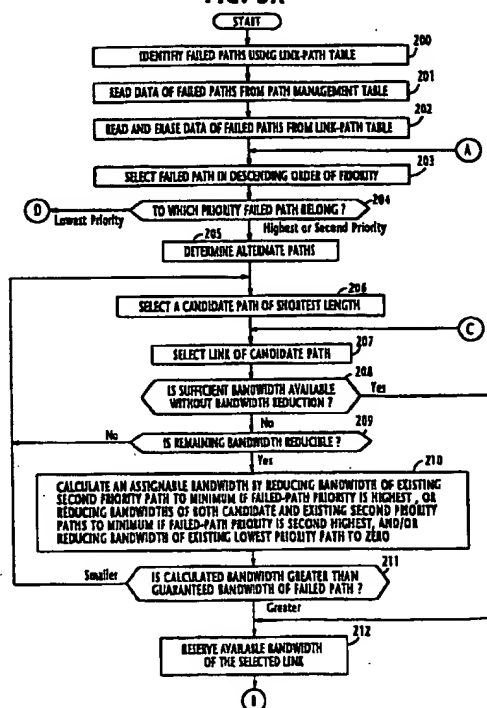 FIG. 3A
START
200
IDENTIFY FAILED PATHS USING LINK-PATH TABLE
201
READ DATA OF FAILED PATHS FROM PATH MANAGEMENT TABLE
202
READ AND ERASE DATA OF FAILED PATHS FROM LINK-PATH TABLE
A
203
SELECT FAILED PATH IN DESCENDING ORDER OF PRIORITY
204
D
Lowest Priority
TO WHICH PRIORITY FAILED PATH BELONG ?
205
Highest or Second Priority
DETERMINE ALTERNATE PATHS
206
SELECT A CANDIDATE PATH OF SHORTEST LENGTH
C
207
SELECT LINK OF CANDIDATE PATH
208
IS SUFFICIENT BANDWIDTH AVAILABLE
WITHOUT BANDWIDTH REDUCTION ?
Yes
No
209
No
IS REMAINING BANDWIDTH REDUCIBLE ?
Yes
210
CALCULATE AN ASSIGNABLE BANDWIDTH BY REDUCING BANDWIDTH OF EXISTING
SECOND PRIORITY PATH TO MINIMUM IF FAILED-PATH PRIORITY IS HIGHEST , OR
REDUCING BANDWIDTHS OF BOTH CANDIDATE AND EXISTING SECOND PRIORITY
PATHS TO MINIMUM IF FAILED-PATH PRIORITY IS SECOND HIGHEST, AND/OR
REDUCING BANDWIDTH OF EXISTING LOWEST PRIORITY PATH TO ZERO
211
Smaller
IS CALCULATED BANDWIDTH GREATER THAN
GUARANTEED BANDWIDTH OF FAILED PATH ?
Greater
212
RESERVE AVAILABLE BANDWIDTH
OF THE SELECTED LINK